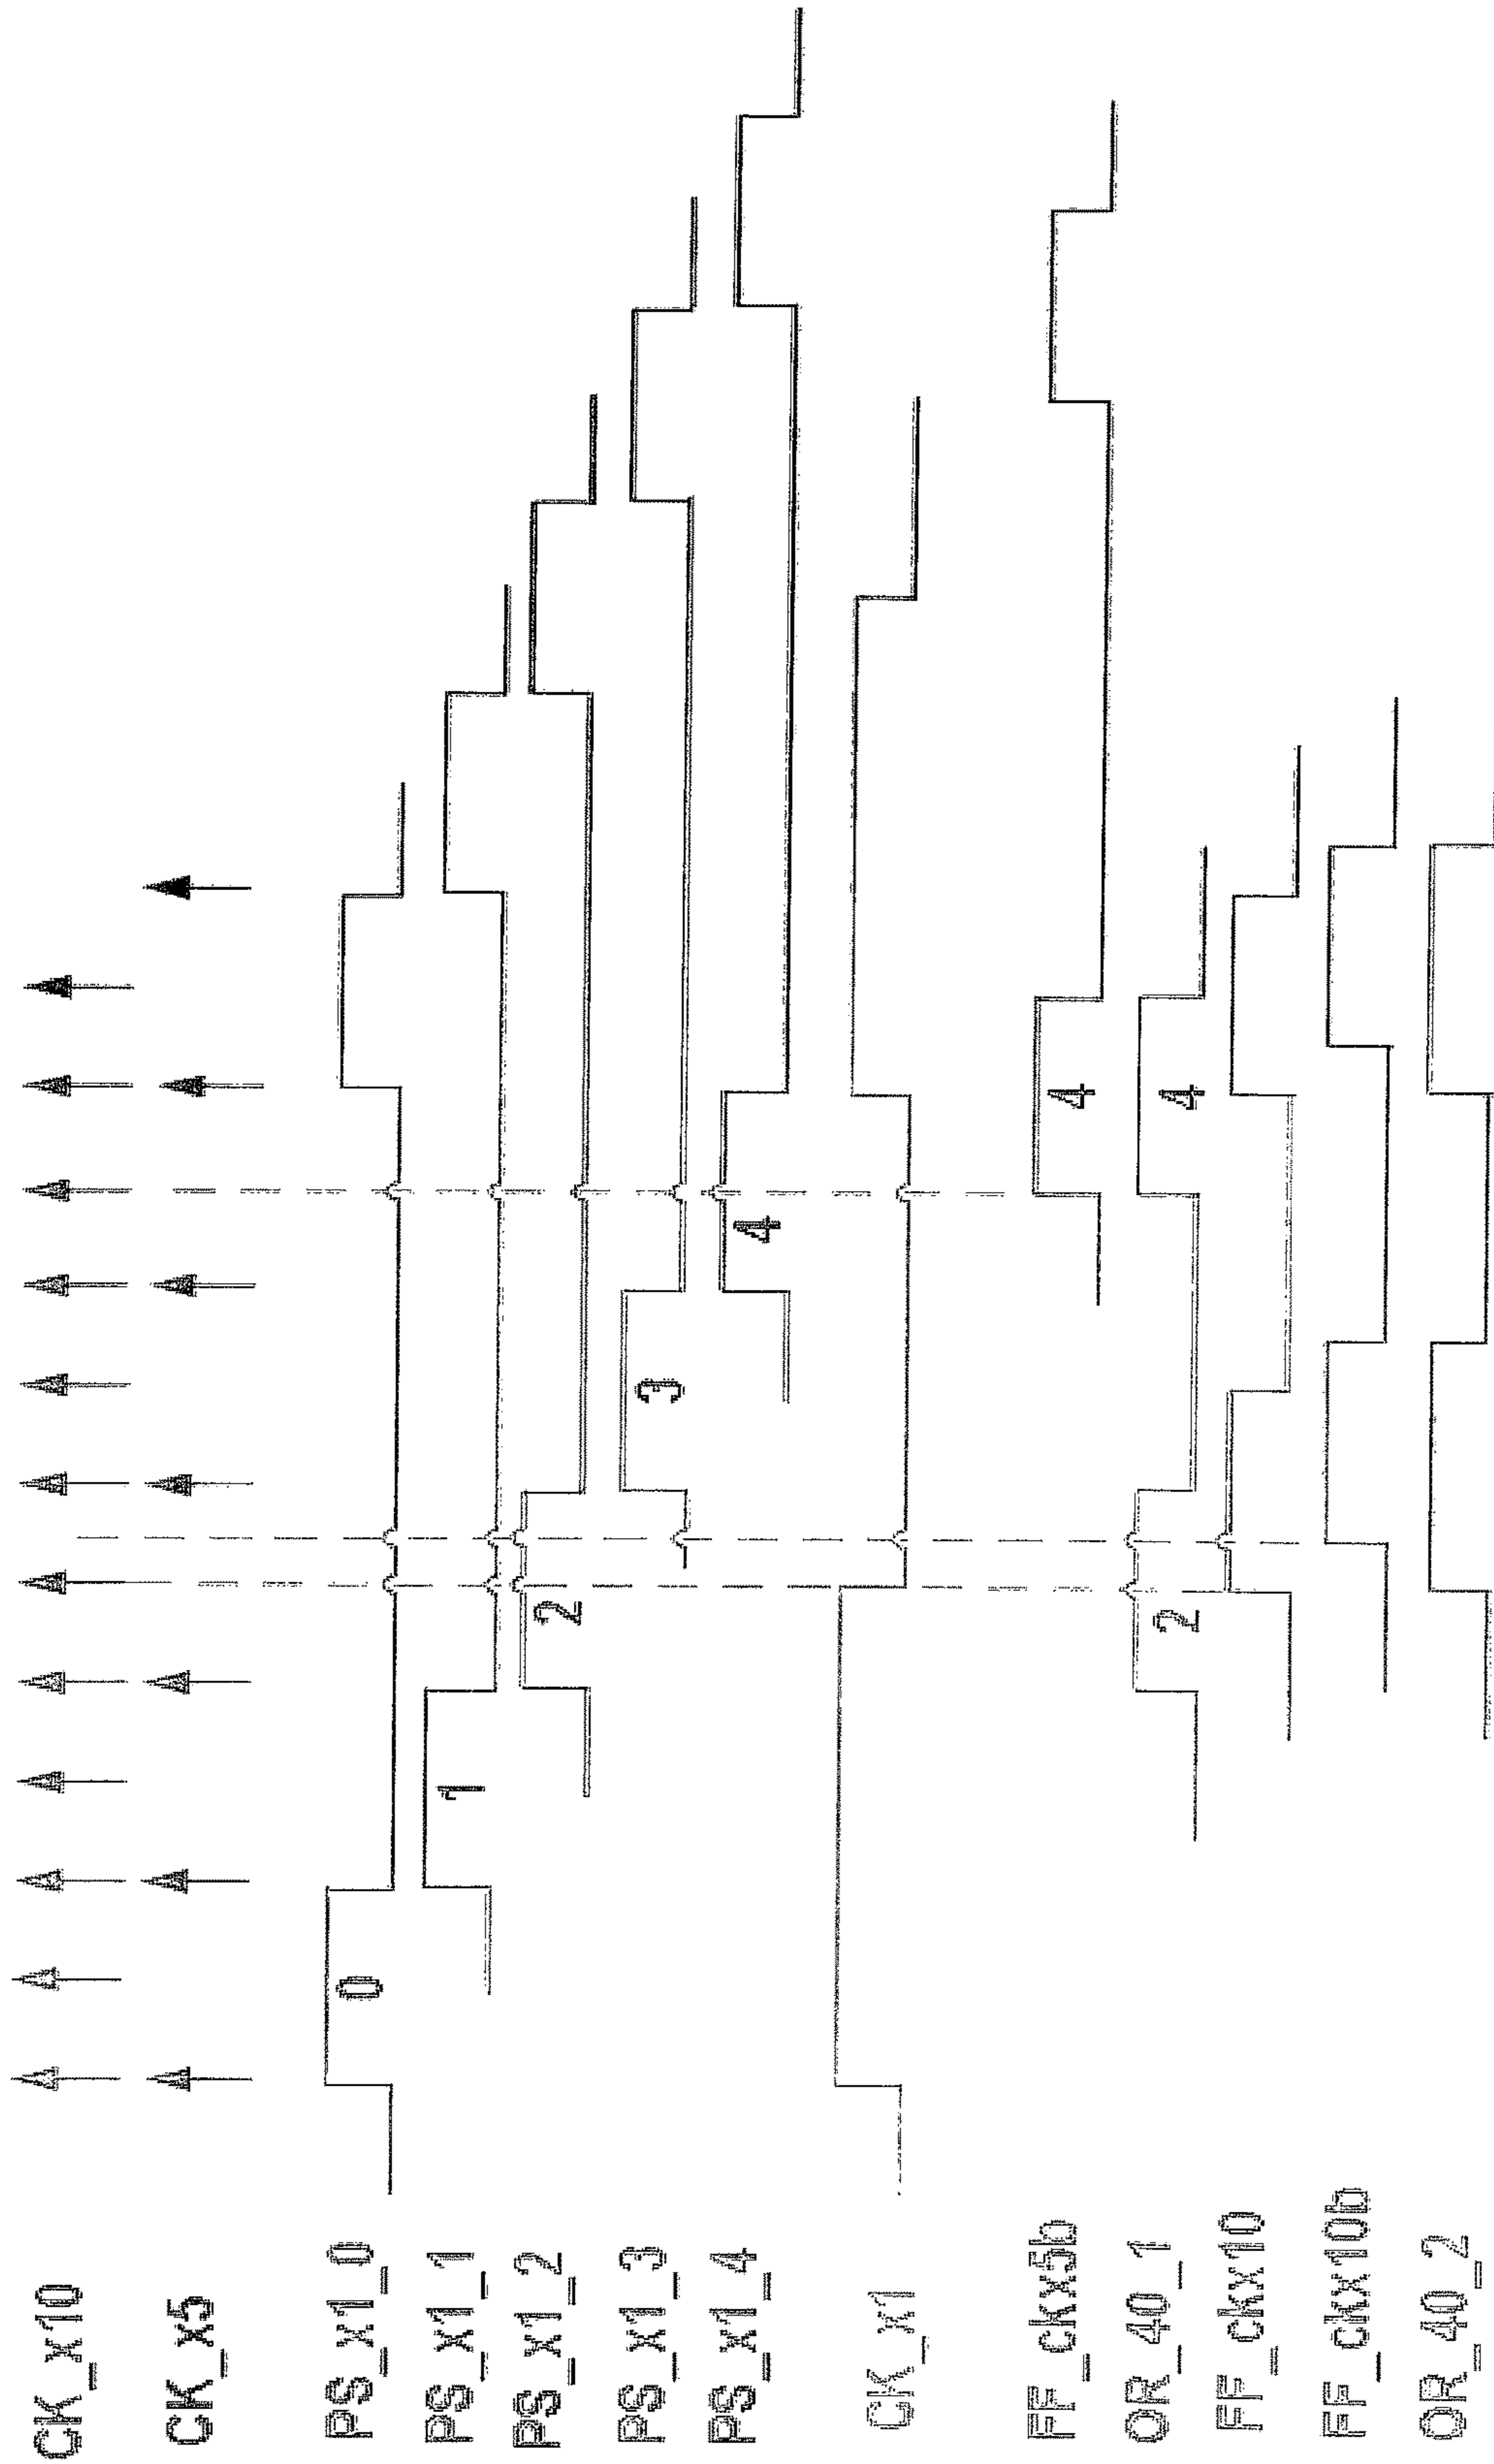 CK_x10
CK_x5
PS_x1_0
0
PS_x1_1
1
PS_x1_2
2
PS_x1_3
3
PS_x1_4
4
CK_x1
FF_ckx5b
4
OR_40_1
2
4
FF_ckx10
FF_ckx10b
OR_40_2